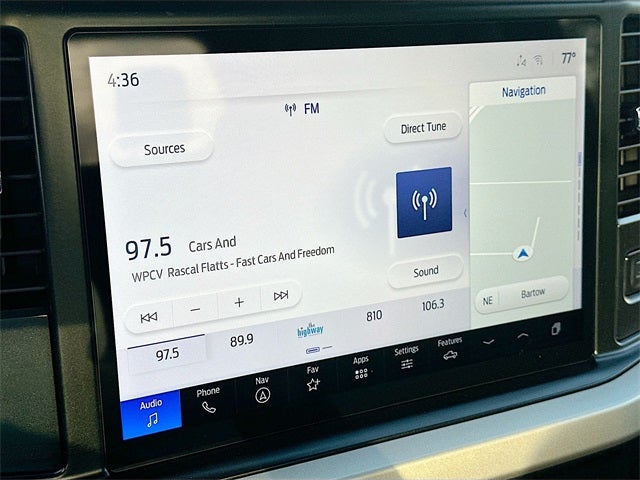 4:36
77°
FM
Navigation
Sources
Direct Tune
97.5 Cars And
WPCV Rascal Flatts - Fast Cars And Freedom
Sound
NE Bartow
97.5 89.9 the highway 810 106.3
Audio Phone Nav Fav Apps Settings Features